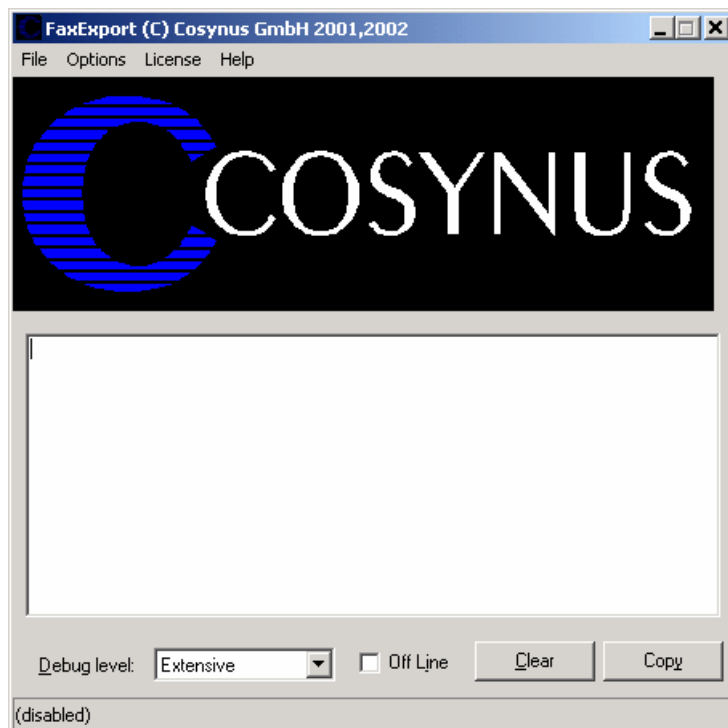 FaxExport (C) Cosynus GmbH 2001,2002
File Options License Help
COSYNUS
Debug level: Extensive Off Line Clear Copy
(disabled)